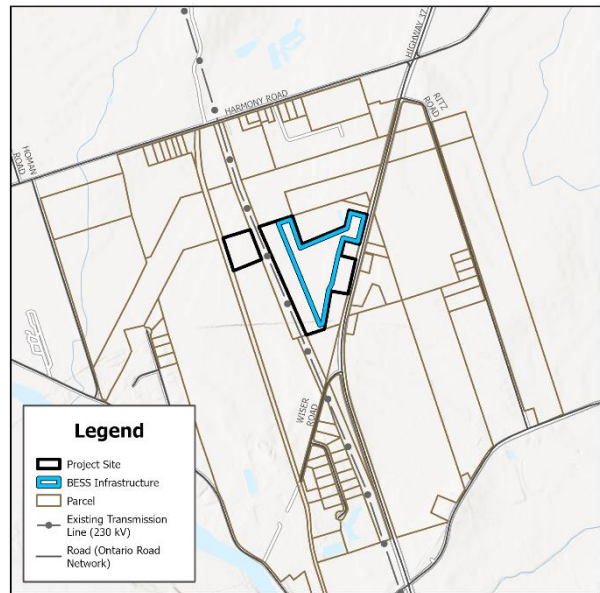 HIGHWAY 37
HARMONY ROAD
RITZ
ROAD
HOMAN
ROAD
WISER
ROAD
Legend
Project Site
BESS Infrastructure
Parcel
Existing Transmission
Line (230 kV)
Road (Ontario Road
Network)